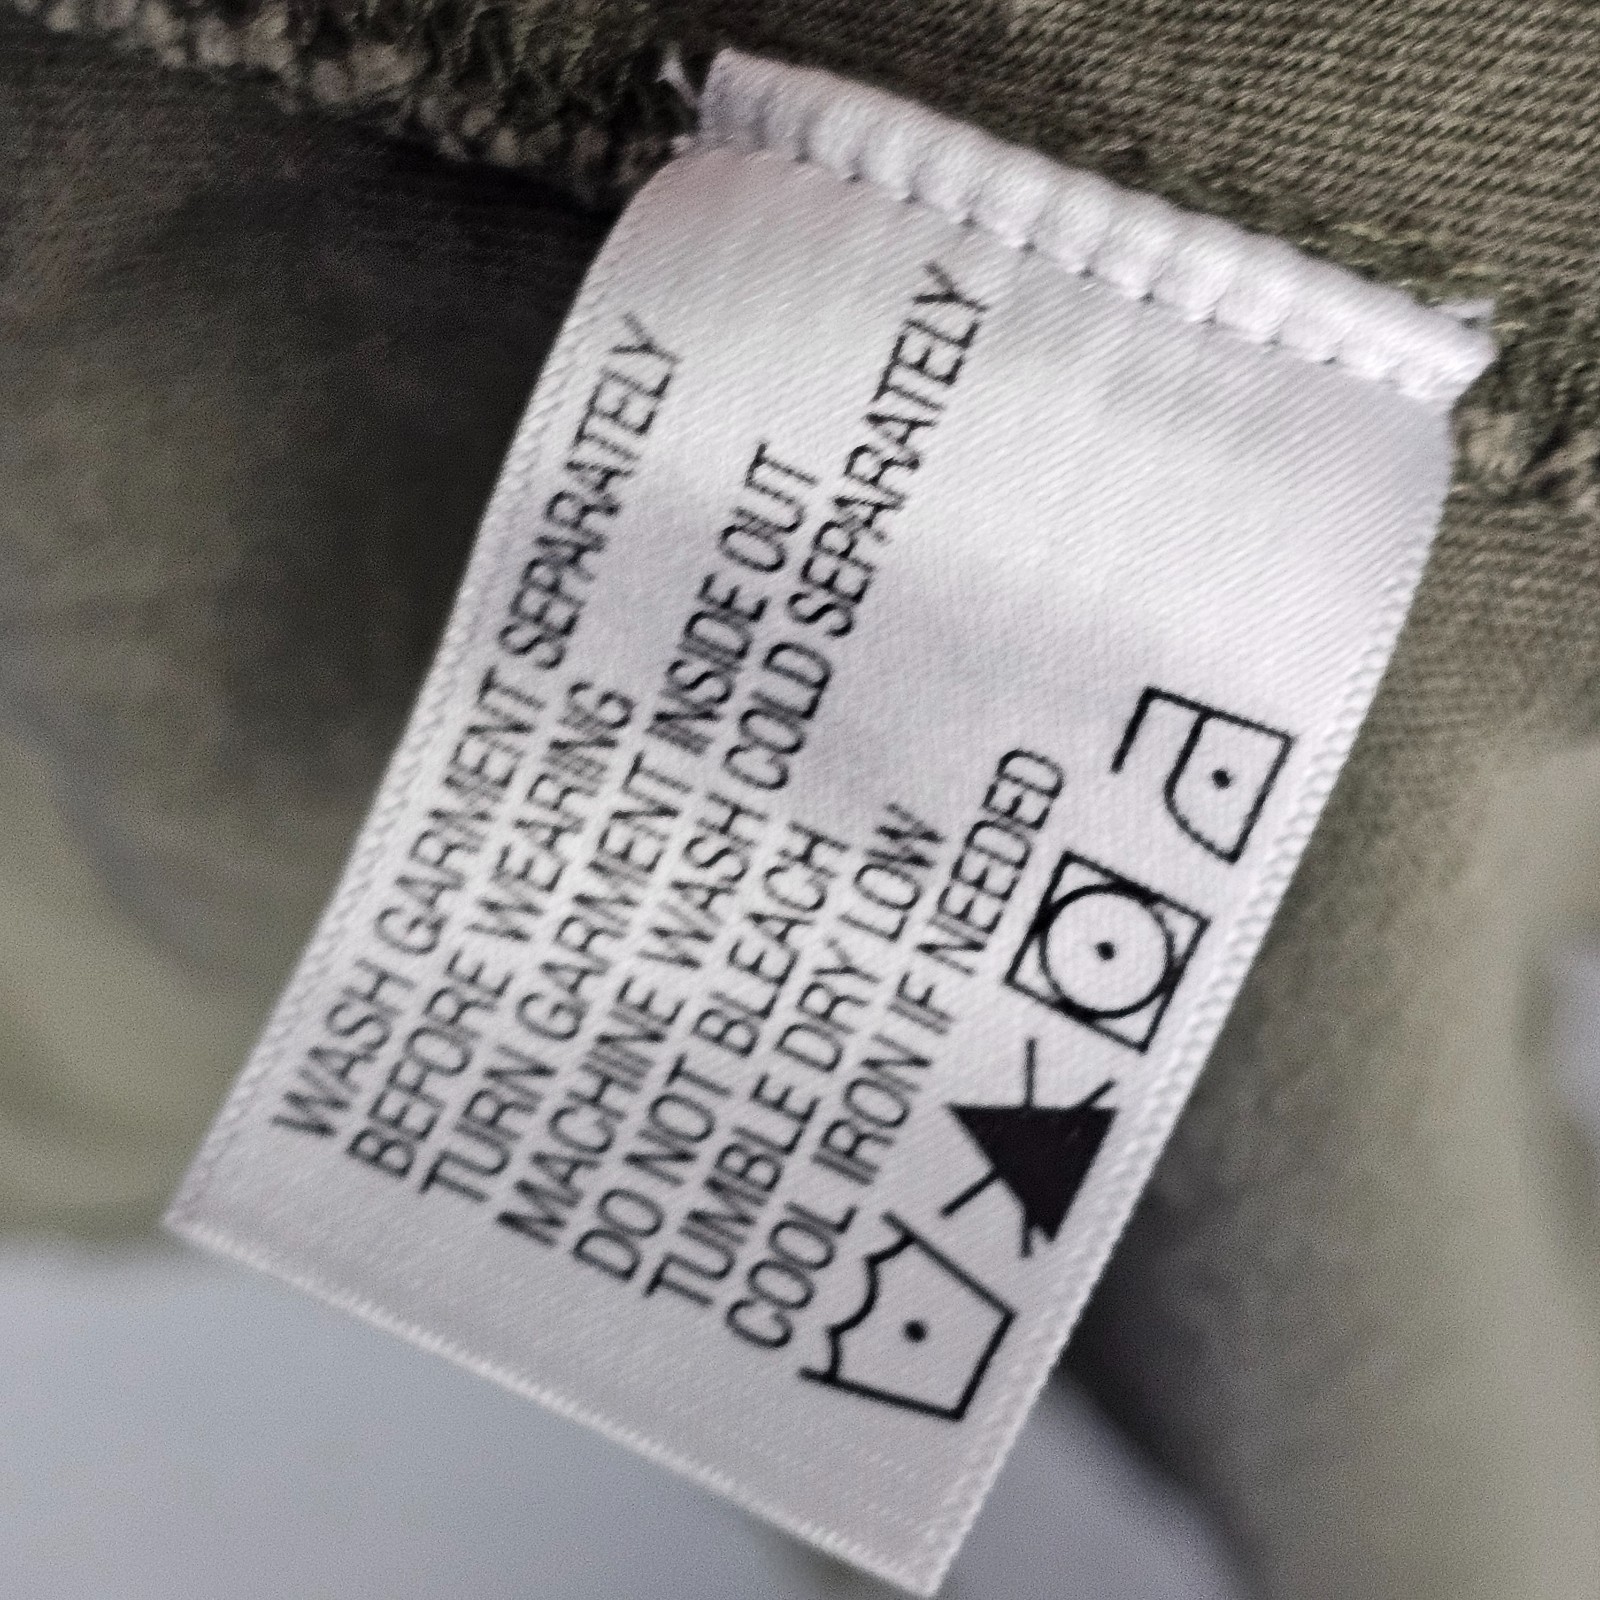 WASH GARMENT SEPARATELY
BEFORE WEARING
TURN GARMENT INSIDE OUT
MACHINE WASH COLD SEPARATELY
DO NOT BLEACH
TUMBLE DRY LOW
COOL IRON IF NEEDED